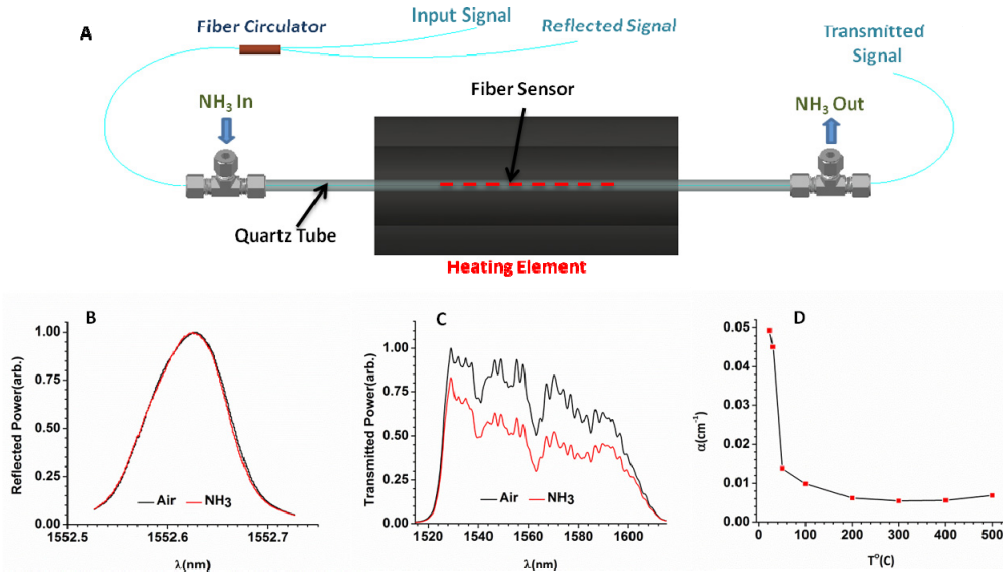 A
Fiber Circulator
Input Signal
Reflected Signal
Transmitted
Signal
NH3 In
Fiber Sensor
NH3 Out
Quartz Tube
Heating Element
B
Reflected Power(arb.)
1.00
0.75
0.50
0.25
0.00
Air
NH3
1552.5
1552.6
1552.7
λ(nm)
C
Transmitted Power(arb.)
1.00
0.75
0.50
0.25
0.00
Air
NH3
1520
1540
1560
1580
1600
λ(nm)
D
α(cm-1)
0.05
0.04
0.03
0.02
0.01
0.00
0
100
200
300
400
500
T°(C)